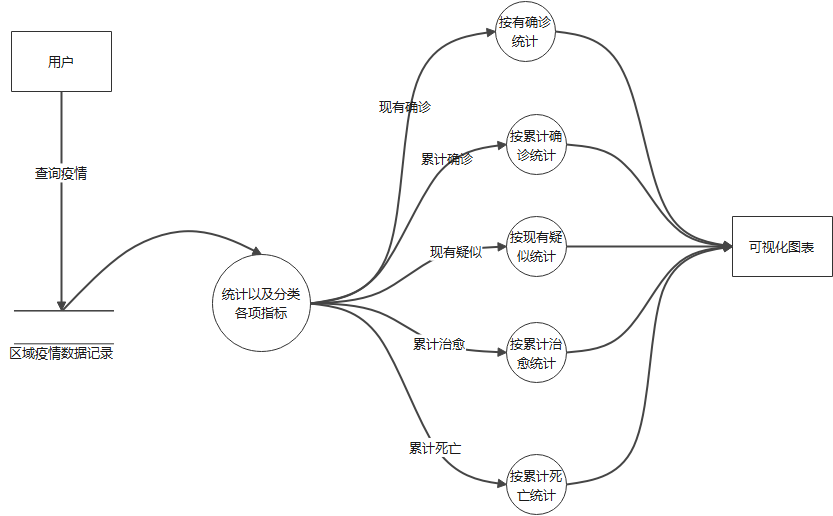 用户
查询疫情
区域疫情数据记录
统计以及分类
各项指标
现有确诊
累计确诊
现有疑似
累计治愈
累计死亡
按有确诊
统计
按累计确
诊统计
按现有疑
似统计
按累计治
愈统计
按累计死
亡统计
可视化图表